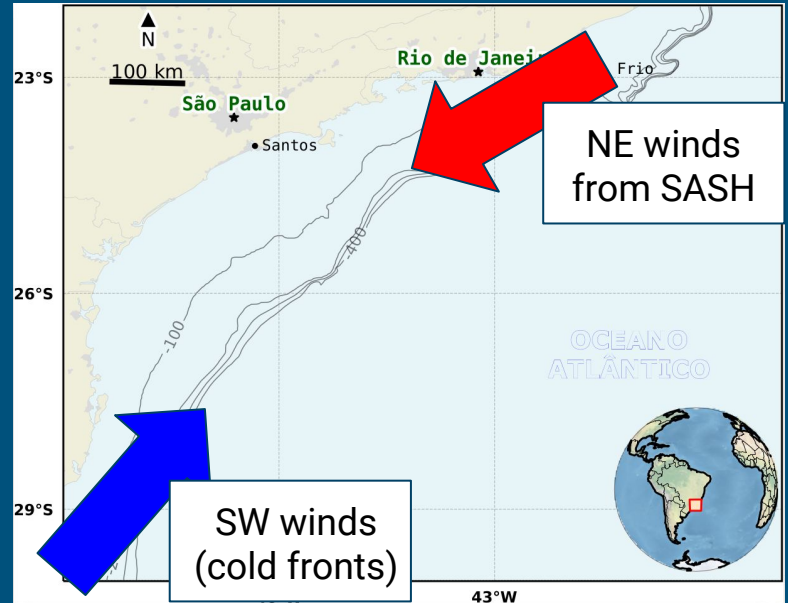 N
100 km
23°S
Rio de Janei
Frio
São Paulo
Santos
NE winds
from SASH
-400
26°S
-100
OCEANO
ATLÂNTICO
29°S
SW winds
(cold fronts)
43°W